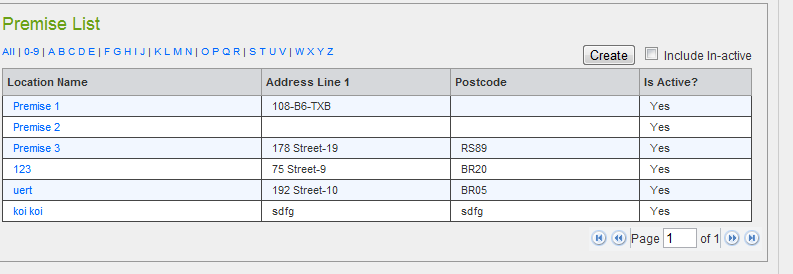 Premise List
All | 0-9 | A B C D E | F G H I J | K L M N | O P Q R | S T U V | W X Y Z
Create Include In-active
Location Name Address Line 1 Postcode Is Active?
Premise 1 108-B6-TXB Yes
Premise 2 Yes
Premise 3 178 Street-19 RS89 Yes
123 75 Street-9 BR20 Yes
uert 192 Street-10 BR05 Yes
koi koi sdfg sdfg Yes
Page 1 of 1